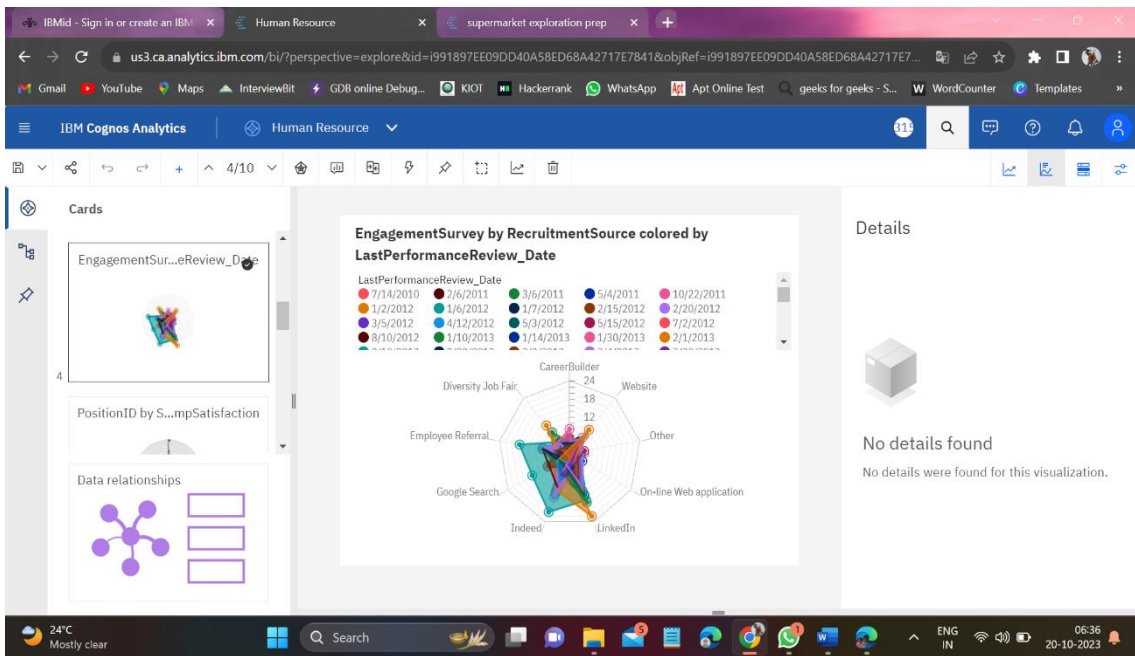 IBMid - Sign in or create an IBM
Human Resource
supermarket exploration prep
us3.ca.analytics.ibm.com/bi/?perspective=explore&id=i991897EE09DD40A58ED68A42717E7841&objRef=i991897EE09DD40A58ED68A42717E7...
Gmail YouTube Maps InterviewBit GDB online Debug... KIOT Hackerrank WhatsApp Apt Online Test geeks for geeks - S... WordCounter Templates »
IBM Cognos Analytics Human Resource
4/10
Cards
EngagementSur...eReview_Date
4
PositionID by S...mpSatisfaction
Data relationships
EngagementSurvey by RecruitmentSource colored by
LastPerformanceReview_Date
LastPerformanceReview_Date
7/14/2010 2/6/2011 3/6/2011 5/4/2011 10/22/2011
1/2/2012 1/6/2012 1/7/2012 2/15/2012 2/20/2012
3/5/2012 4/12/2012 5/3/2012 5/15/2012 7/2/2012
8/10/2012 1/10/2013 1/14/2013 1/30/2013 2/1/2013
CareerBuilder
24
Diversity Job Fair
Website
18
12
Employee Referral
Other
Google Search
On-line Web application
Indeed
LinkedIn
Details
No details found
No details were found for this visualization.
24°C
Mostly clear
Search
ENG
IN
06:36
20-10-2023